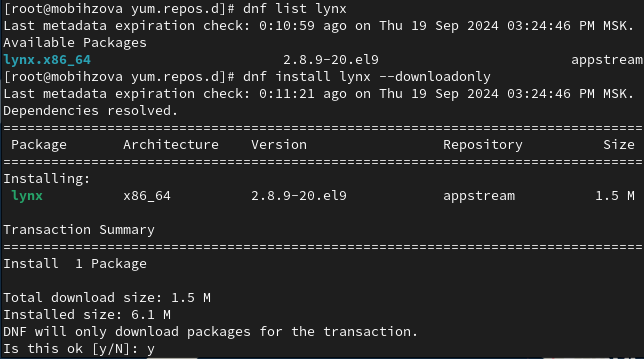 [root@mobihzova yum.repos.d]# dnf list lynx
Last metadata expiration check: 0:10:59 ago on Thu 19 Sep 2024 03:24:46 PM MSK.
Available Packages
lynx.x86_64 2.8.9-20.el9 appstream
[root@mobihzova yum.repos.d]# dnf install lynx --downloadonly
Last metadata expiration check: 0:11:21 ago on Thu 19 Sep 2024 03:24:46 PM MSK.
Dependencies resolved.
================================================================================
Package Architecture Version Repository Size
================================================================================
Installing:
lynx x86_64 2.8.9-20.el9 appstream 1.5 M
Transaction Summary
================================================================================
Install 1 Package
Total download size: 1.5 M
Installed size: 6.1 M
DNF will only download packages for the transaction.
Is this ok [y/N]: y